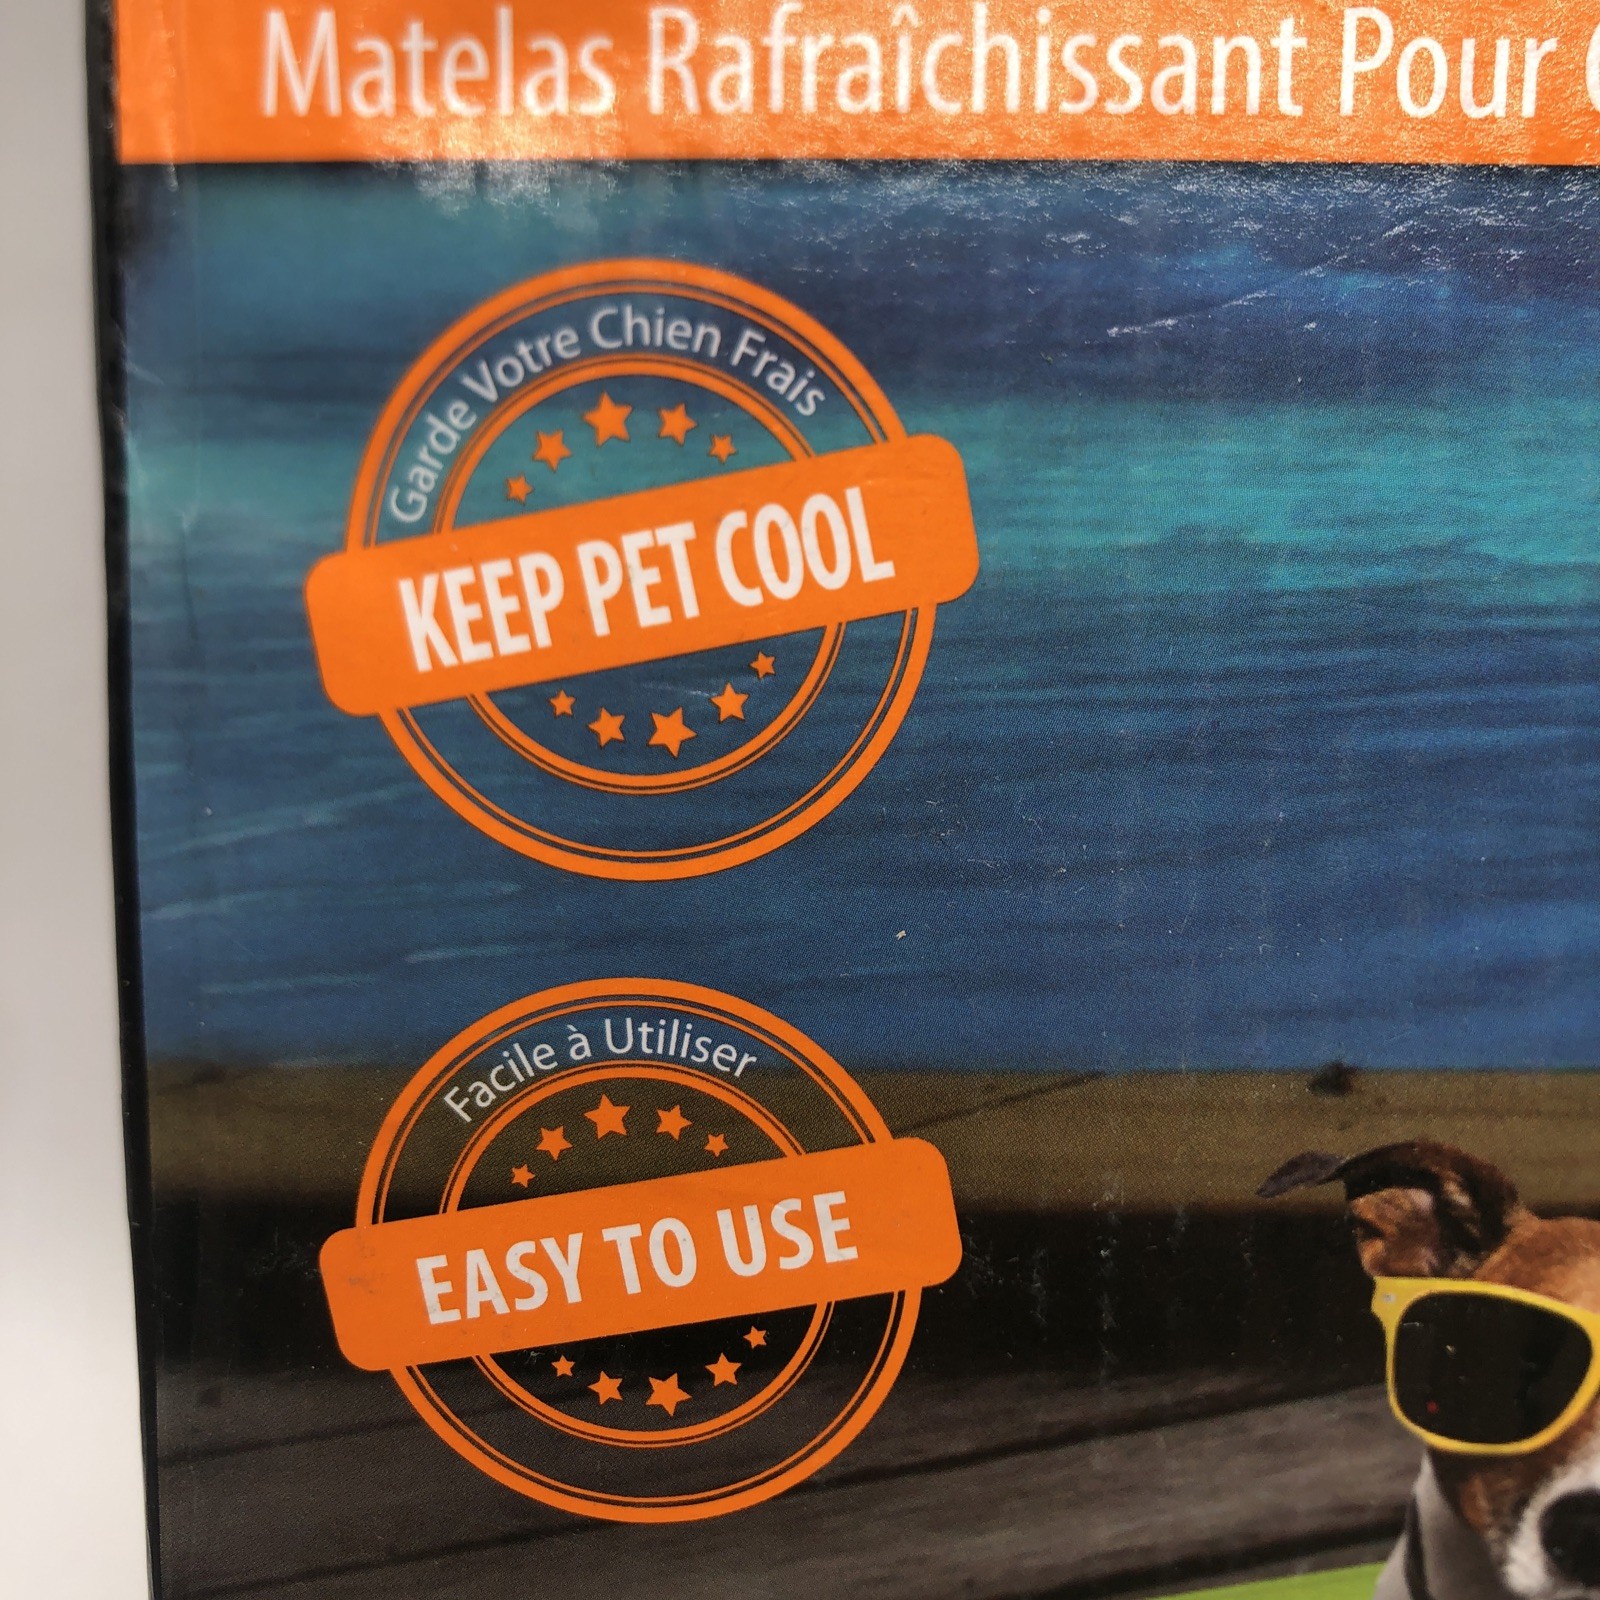 Matelas Rafraîchissant Pour
Garde Votre Chien Frais
KEEP PET COOL
Facile à Utiliser
EASY TO USE